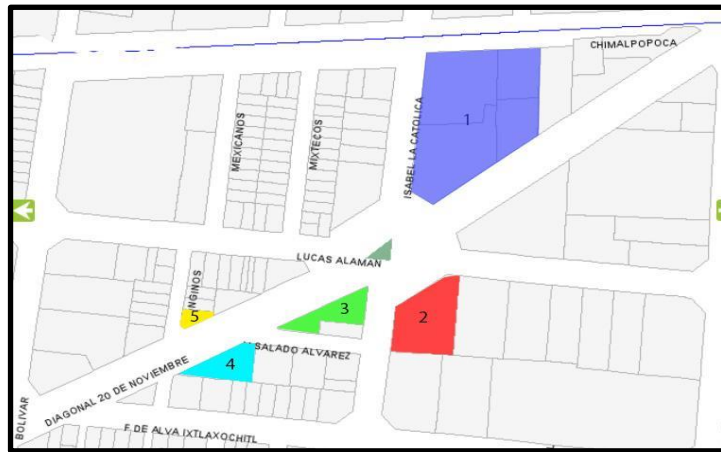 CHIMALPOPOCA
1
ISABEL LA CATOLICA
MEXICANOS
MIXTECOS
LUCAS ALAMAN
NGINOS
5
3
2
SALADO ALVAREZ
4
DIAGONAL 20 DE NOVIEMBRE
BOLIVAR
F. DE ALVA IXTLAXOCHITL